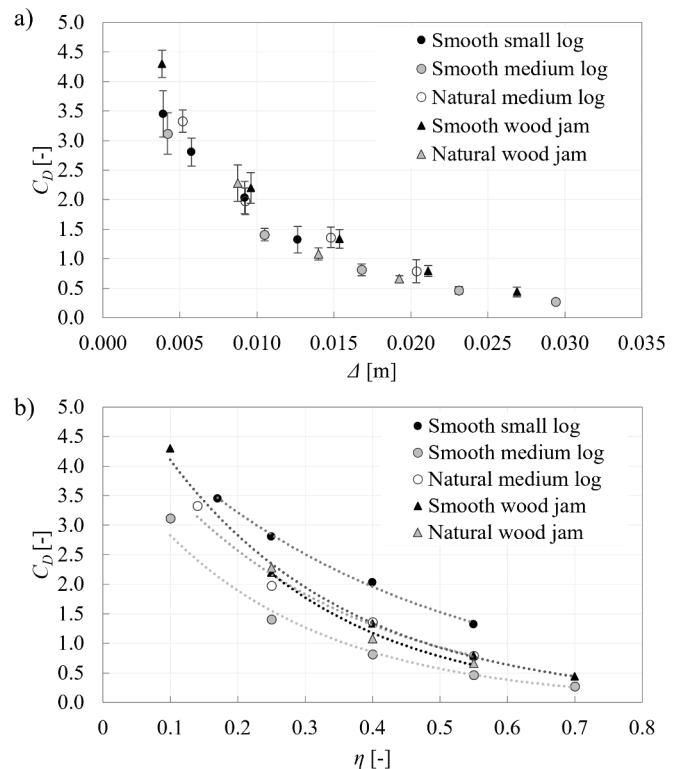 a)
5.0
4.5
4.0
3.5
3.0
2.5
2.0
1.5
1.0
0.5
0.0
C_D [-]
Smooth small log
Smooth medium log
Natural medium log
Smooth wood jam
Natural wood jam
0.000 0.005 0.010 0.015 0.020 0.025 0.030 0.035
Δ [m]
b)
5.0
4.5
4.0
3.5
3.0
2.5
2.0
1.5
1.0
0.5
0.0
C_D [-]
Smooth small log
Smooth medium log
Natural medium log
Smooth wood jam
Natural wood jam
0 0.1 0.2 0.3 0.4 0.5 0.6 0.7 0.8
η [-]